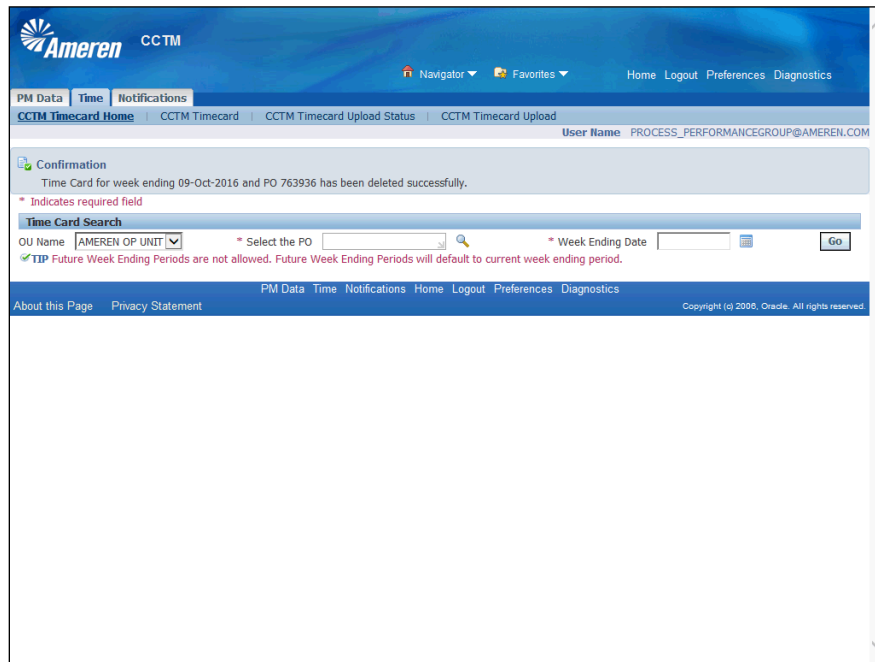 Ameren CCTM
Navigator Favorites Home Logout Preferences Diagnostics
PM Data Time Notifications
CCTM Timecard Home | CCTM Timecard | CCTM Timecard Upload Status | CCTM Timecard Upload
User Name PROCESS_PERFORMANCEGROUP@AMEREN.COM
Confirmation
Time Card for week ending 09-Oct-2016 and PO 763936 has been deleted successfully.
* Indicates required field
Time Card Search
OU Name AMEREN OP UNIT * Select the PO * Week Ending Date Go
TIP Future Week Ending Periods are not allowed. Future Week Ending Periods will default to current week ending period.
PM Data Time Notifications Home Logout Preferences Diagnostics
About this Page Privacy Statement Copyright (c) 2006, Oracle. All rights reserved.